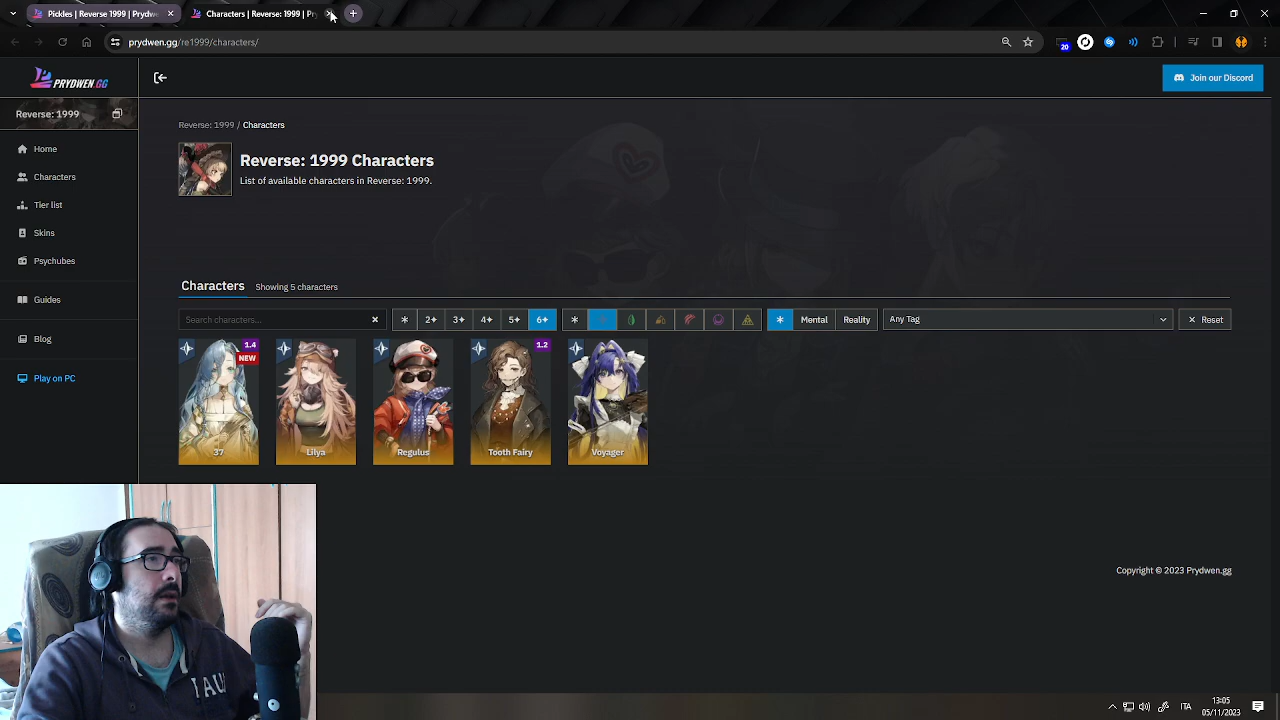 Pickles | Reverse 1999 | Prydw
Characters | Reverse: 1999 | Pr
prydwen.gg/re1999/characters/
20
PRYDWEN.GG
Join our Discord
Reverse: 1999
Home
Characters
Tier list
Skins
Psychubes
Guides
Blog
Play on PC
Reverse: 1999 / Characters
Reverse: 1999 Characters
List of available characters in Reverse: 1999.
Characters Showing 5 characters
Search characters... 2✦ 3✦ 4✦ 5✦ 6✦ Mental Reality Any Tag Reset
1.4
NEW
1.2
37 Lilya Regulus Tooth Fairy Voyager
Copyright © 2023 Prydwen.gg
IAU
ITA
13:05
05/11/2023